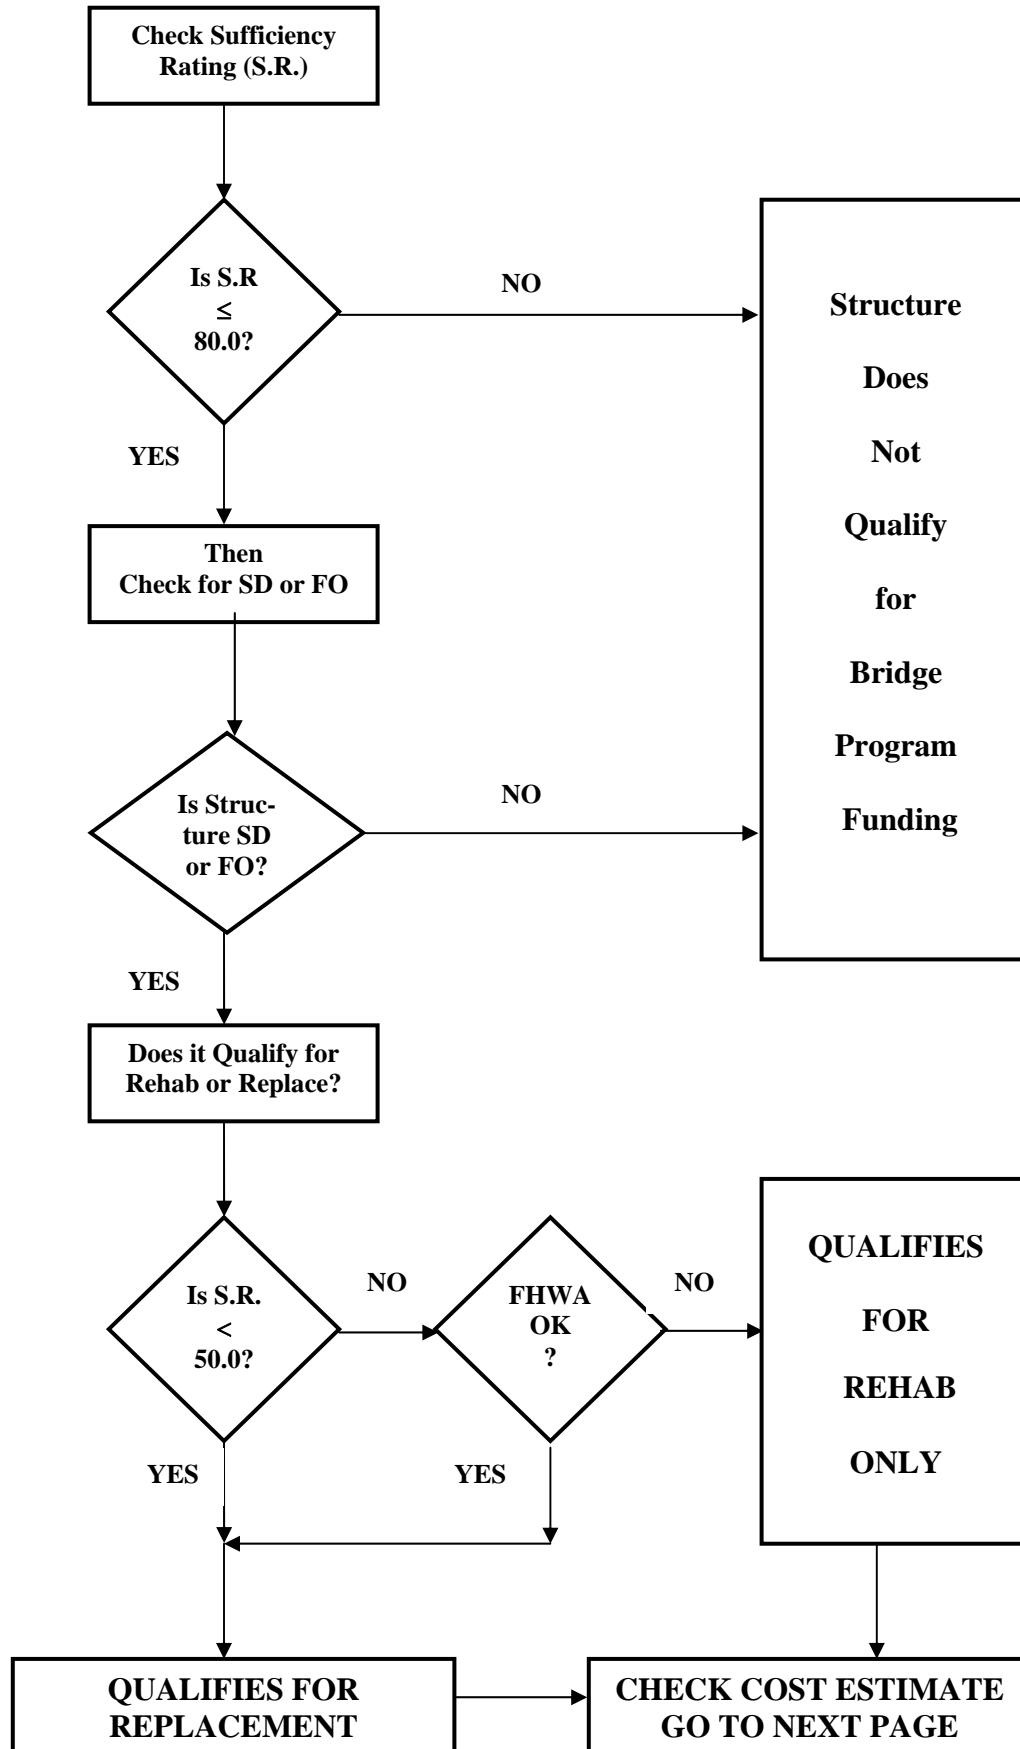 Check Sufficiency
Rating (S.R.)
Is S.R
≤
80.0?
NO
YES
Structure
Does
Not
Qualify
for
Bridge
Program
Funding
Then
Check for SD or FO
Is Struc-
ture SD
or FO?
NO
YES
Does it Qualify for
Rehab or Replace?
Is S.R.
<
50.0?
NO
FHWA
OK
?
NO
QUALIFIES
FOR
REHAB
ONLY
YES
YES
QUALIFIES FOR
REPLACEMENT
CHECK COST ESTIMATE
GO TO NEXT PAGE